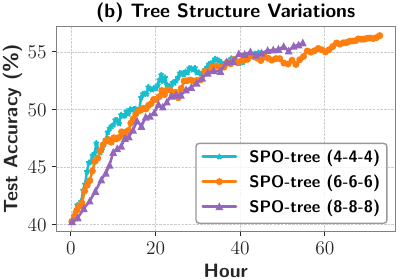 (b) Tree Structure Variations
Test Accuracy (%)
55
50
45
40
SPO-tree (4-4-4)
SPO-tree (6-6-6)
SPO-tree (8-8-8)
0 20 40 60
Hour